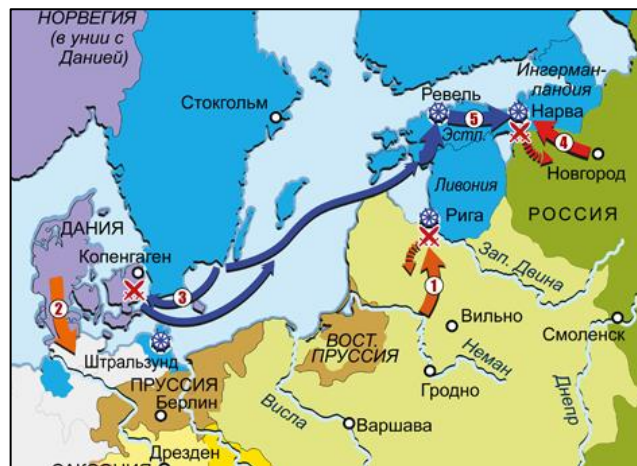 НОРВЕГИЯ
(в унии с
Данией)
Стокгольм
Ревель
Ингерман-
ландия
5
Нарва
4
Эстл.
Новгород
Ливония
Рига
РОССИЯ
ДАНИЯ
Копенгаген
Зап. Двина
2
3
1
Вильно
Смоленск
ВОСТ.
ПРУССИЯ
Штральзунд
ПРУССИЯ
Неман
Гродно
Днепр
Берлин
Висла
Варшава
Дрезден
САКСОНИЯ